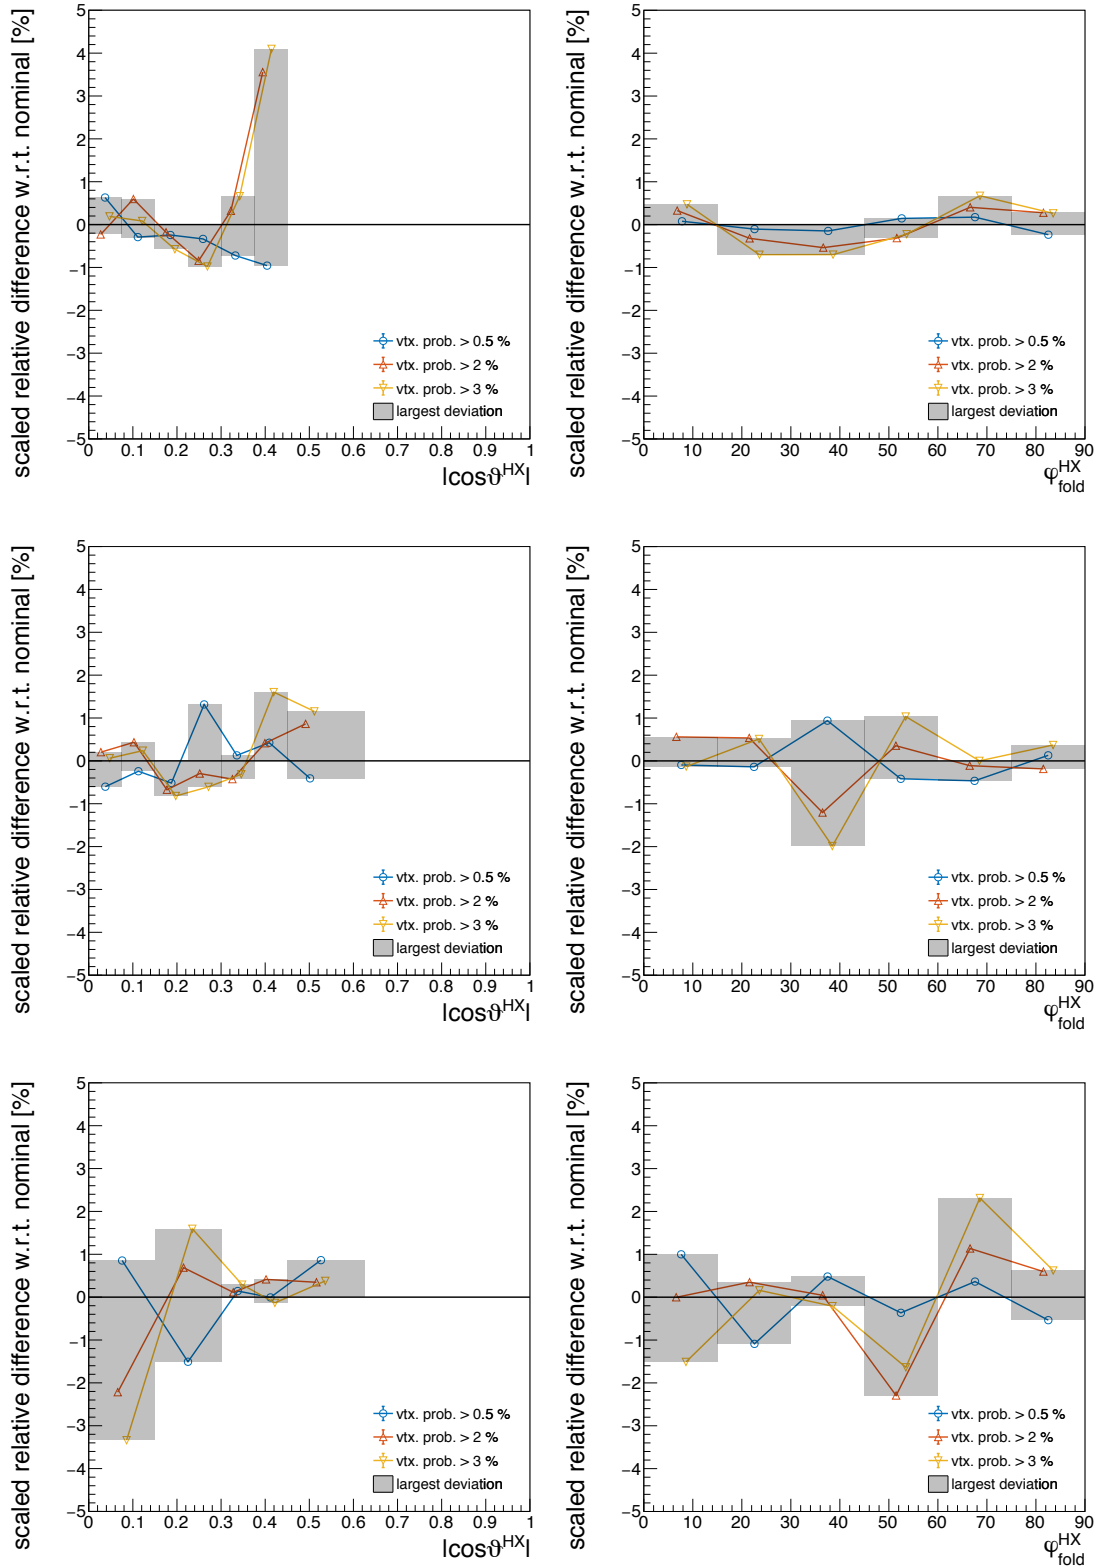 scaled relative difference w.r.t. nominal [%]
5
4
3
2
1
0
−1
−2
−3
−4
−5
0 0.1 0.2 0.3 0.4 0.5 0.6 0.7 0.8 0.9 1
|cosϑ^HX|
vtx. prob. > 0.5 %
vtx. prob. > 2 %
vtx. prob. > 3 %
largest deviation
scaled relative difference w.r.t. nominal [%]
5
4
3
2
1
0
−1
−2
−3
−4
−5
0 10 20 30 40 50 60 70 80 90
φ^HX_fold
vtx. prob. > 0.5 %
vtx. prob. > 2 %
vtx. prob. > 3 %
largest deviation
scaled relative difference w.r.t. nominal [%]
5
4
3
2
1
0
−1
−2
−3
−4
−5
0 0.1 0.2 0.3 0.4 0.5 0.6 0.7 0.8 0.9 1
|cosϑ^HX|
vtx. prob. > 0.5 %
vtx. prob. > 2 %
vtx. prob. > 3 %
largest deviation
scaled relative difference w.r.t. nominal [%]
5
4
3
2
1
0
−1
−2
−3
−4
−5
0 10 20 30 40 50 60 70 80 90
φ^HX_fold
vtx. prob. > 0.5 %
vtx. prob. > 2 %
vtx. prob. > 3 %
largest deviation
scaled relative difference w.r.t. nominal [%]
5
4
3
2
1
0
−1
−2
−3
−4
−5
0 0.1 0.2 0.3 0.4 0.5 0.6 0.7 0.8 0.9 1
|cosϑ^HX|
vtx. prob. > 0.5 %
vtx. prob. > 2 %
vtx. prob. > 3 %
largest deviation
scaled relative difference w.r.t. nominal [%]
5
4
3
2
1
0
−1
−2
−3
−4
−5
0 10 20 30 40 50 60 70 80 90
φ^HX_fold
vtx. prob. > 0.5 %
vtx. prob. > 2 %
vtx. prob. > 3 %
largest deviation